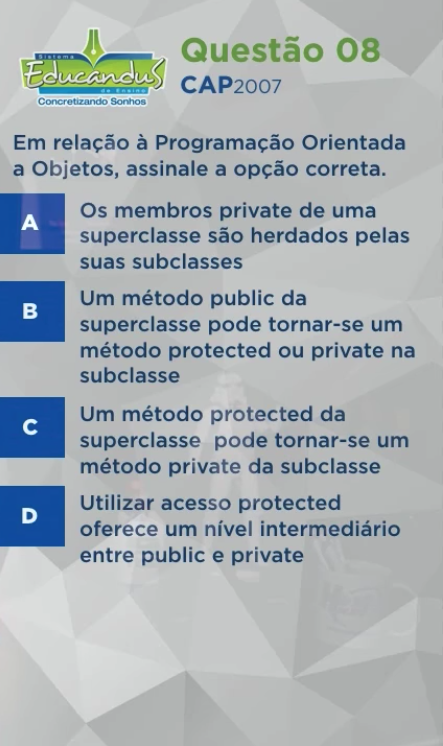 Sistema
Educandus
de Ensino
Concretizando Sonhos
Questão 08
CAP2007
Em relação à Programação Orientada
a Objetos, assinale a opção correta.
A
Os membros private de uma
superclasse são herdados pelas
suas subclasses
B
Um método public da
superclasse pode tornar-se um
método protected ou private na
subclasse
C
Um método protected da
superclasse pode tornar-se um
método private da subclasse
D
Utilizar acesso protected
oferece um nível intermediário
entre public e private